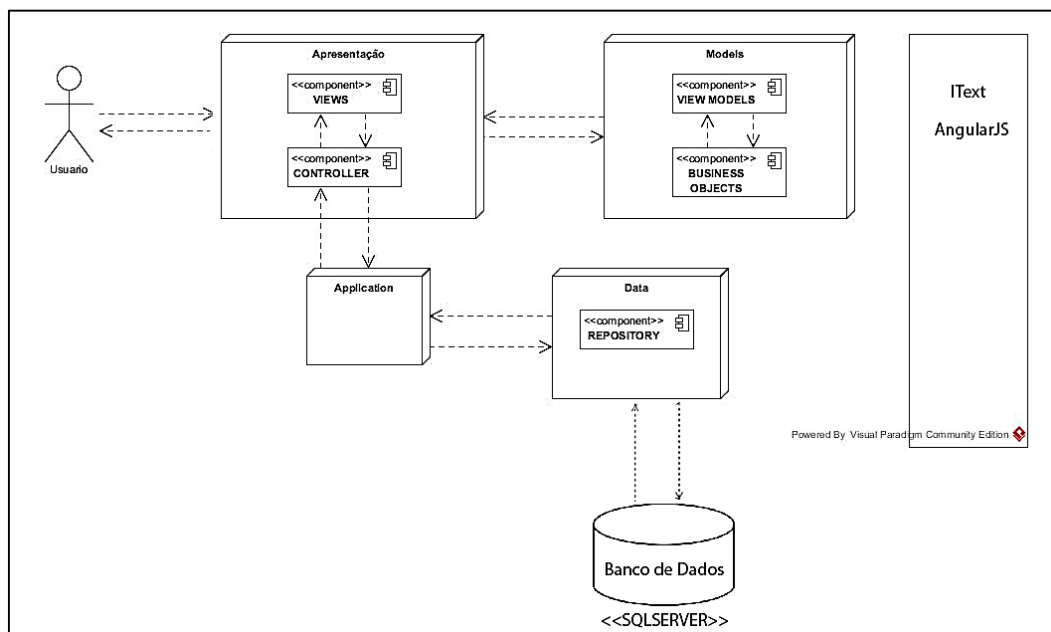 Apresentação
<<component>>
VIEWS
<<component>>
CONTROLLER
Models
<<component>>
VIEW MODELS
<<component>>
BUSINESS
OBJECTS
IText
AngularJS
Usuario
Application
Data
<<component>>
REPOSITORY
Powered By Visual Paradigm Community Edition
Banco de Dados
<<SQLSERVER>>